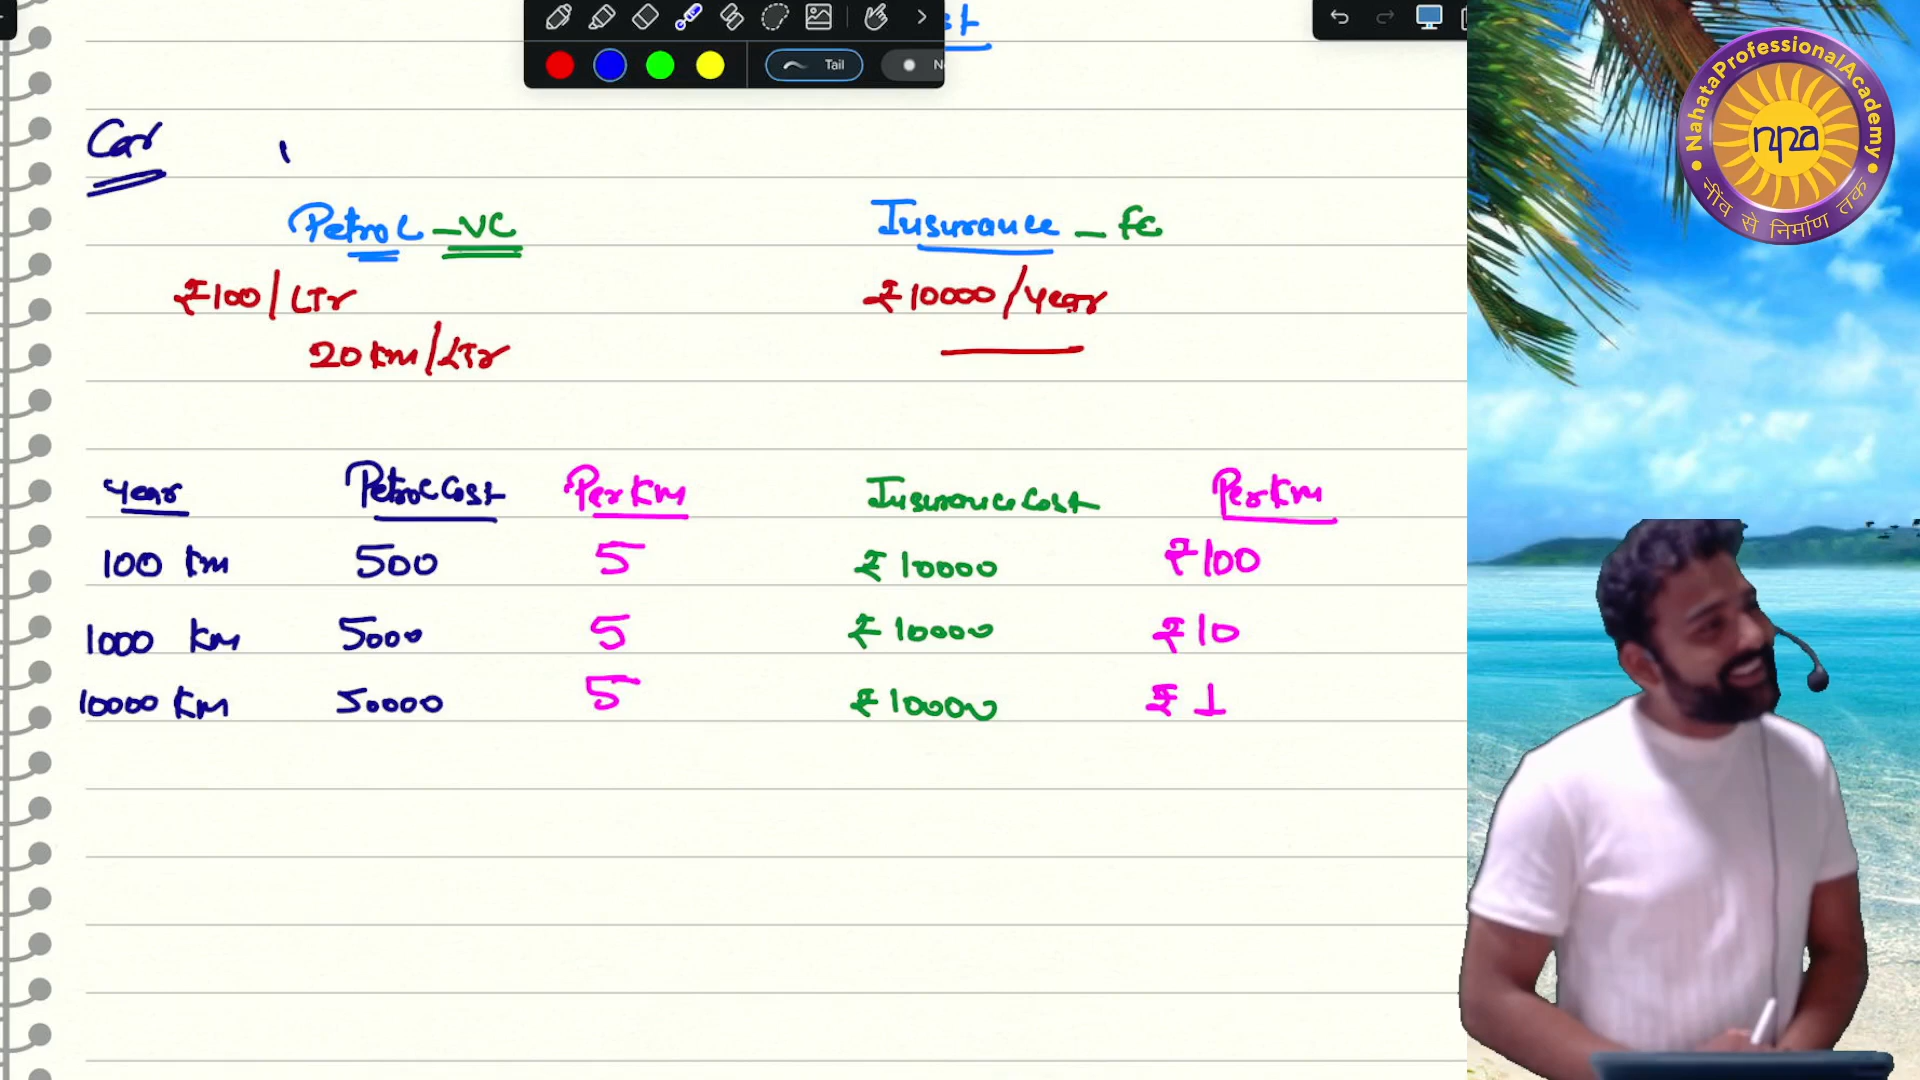 st
Tail
N
Car
Petrol - VC
Insurance - FC
₹100/LTr
₹10000/year
20 km/LTr
year Petrol Cost Per Km Insurance Cost Per Km
100 Km 500 5 ₹10000 ₹100
1000 Km 5000 5 ₹10000 ₹10
10000 Km 50000 5 ₹10000 ₹1
NahataProfessionalAcademy
npa
नींव से निर्माण तक